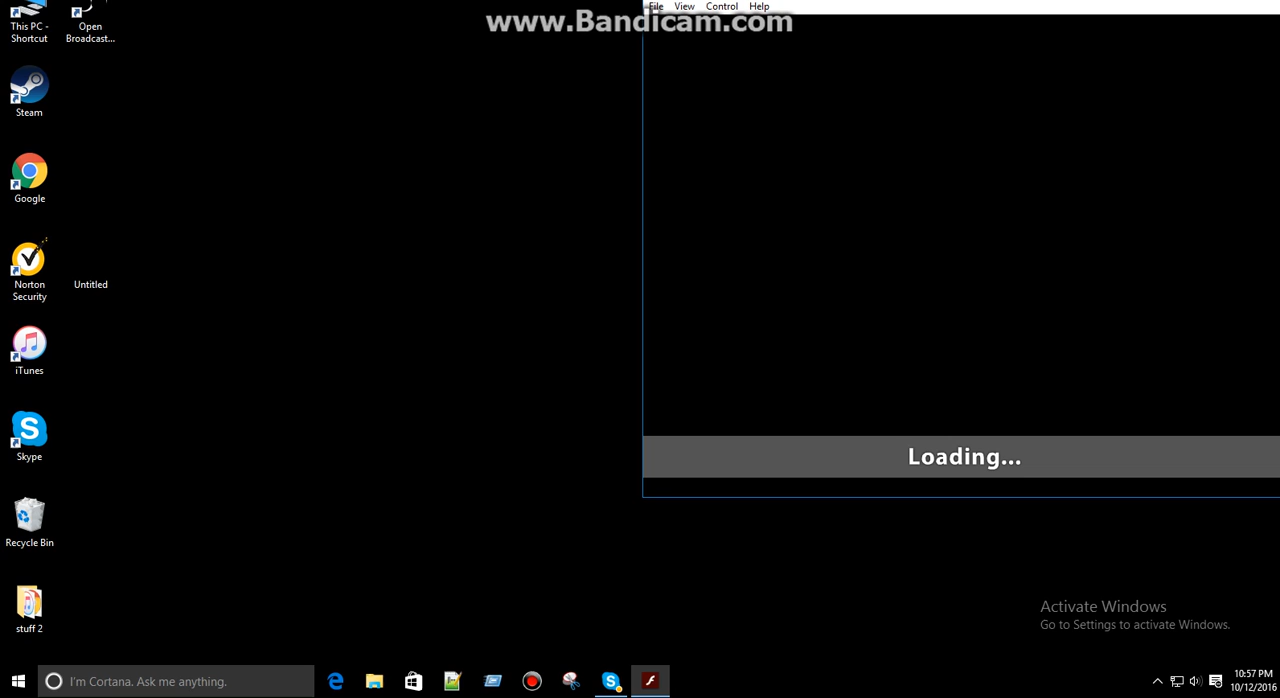 www.Bandicam.com
File View Control Help
This PC -
Shortcut
Open
Broadcast...
Steam
Google
Norton
Security
Untitled
iTunes
Skype
Recycle Bin
stuff 2
Loading...
Activate Windows
Go to Settings to activate Windows.
I'm Cortana. Ask me anything.
10:57 PM
10/12/2016